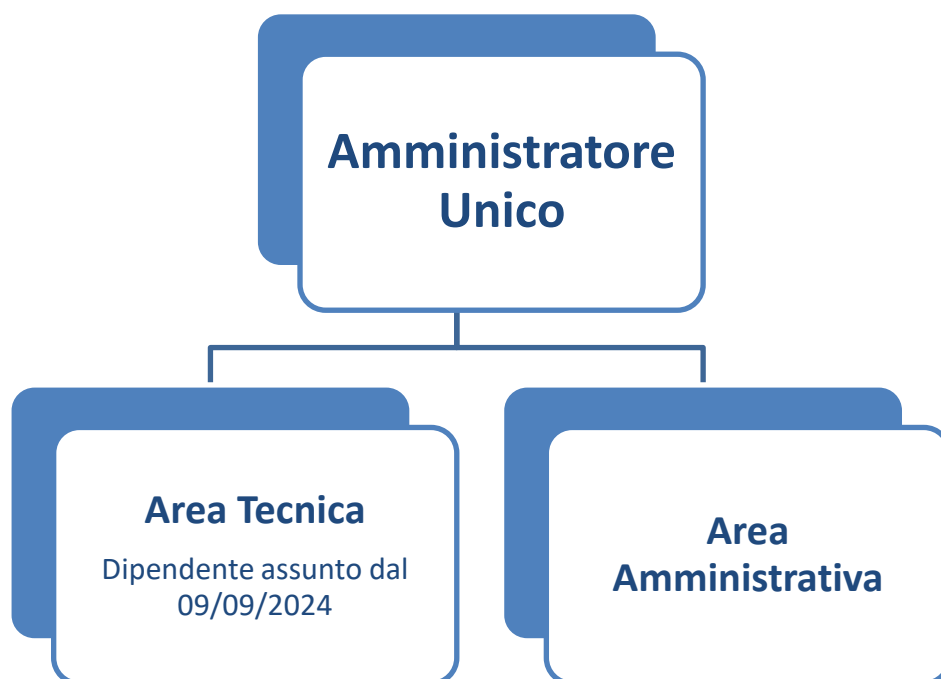 Amministratore
Unico
Area Tecnica
Dipendente assunto dal
09/09/2024
Area
Amministrativa